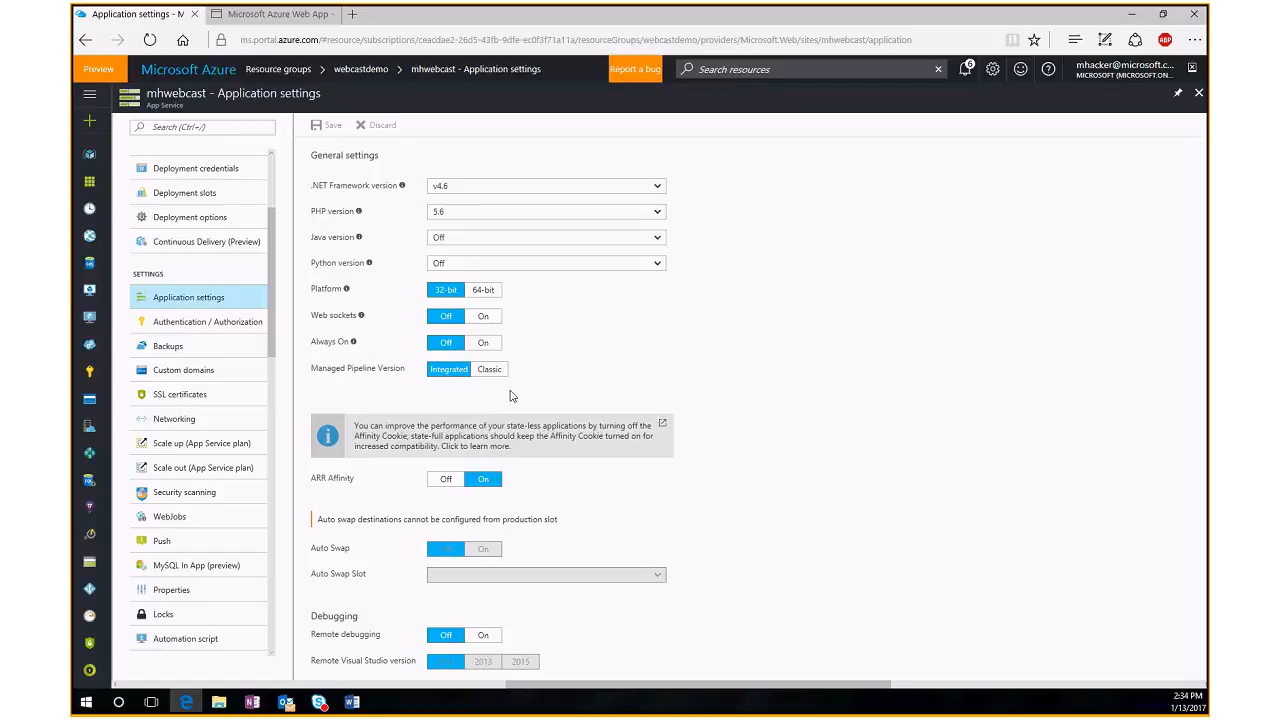 Application settings - M
Microsoft Azure Web App -
ms.portal.azure.com/#resource/subscriptions/ceacdae2-26d5-43fb-9dfe-ec0f3f71a11a/resourceGroups/webcastdemo/providers/Microsoft.Web/sites/mhwebcast/application
ABP
Preview
Microsoft Azure
Resource groups
webcastdemo
mhwebcast - Application settings
Report a bug
Search resources
6
mhacker@microsoft.c...
MICROSOFT (MICROSOFT.ON...
mhwebcast - Application settings
App Service
Search (Ctrl+/)
Save
Discard
Deployment credentials
Deployment slots
Deployment options
Continuous Delivery (Preview)
SETTINGS
Application settings
Authentication / Authorization
Backups
Custom domains
SSL certificates
Networking
Scale up (App Service plan)
Scale out (App Service plan)
Security scanning
WebJobs
Push
MySQL In App (preview)
Properties
Locks
Automation script
General settings
.NET Framework version
v4.6
PHP version
5.6
Java version
Off
Python version
Off
Platform
32-bit 64-bit
Web sockets
Off On
Always On
Off On
Managed Pipeline Version
Integrated Classic
You can improve the performance of your state-less applications by turning off the
Affinity Cookie, state-full applications should keep the Affinity Cookie turned on for
increased compatibility. Click to learn more.
ARR Affinity
Off On
Auto swap destinations cannot be configured from production slot
Auto Swap
On
Auto Swap Slot
Debugging
Remote debugging
Off On
Remote Visual Studio version
2013 2015
2:34 PM
1/13/2017